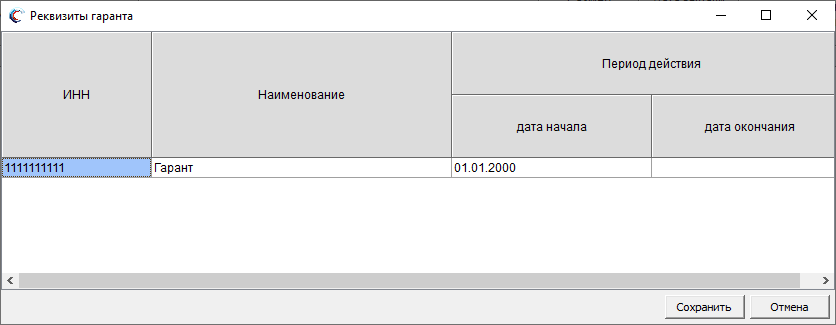 Реквизиты гаранта
ИНН
Наименование
Период действия
дата начала
дата окончания
1111111111
Гарант
01.01.2000
Сохранить
Отмена